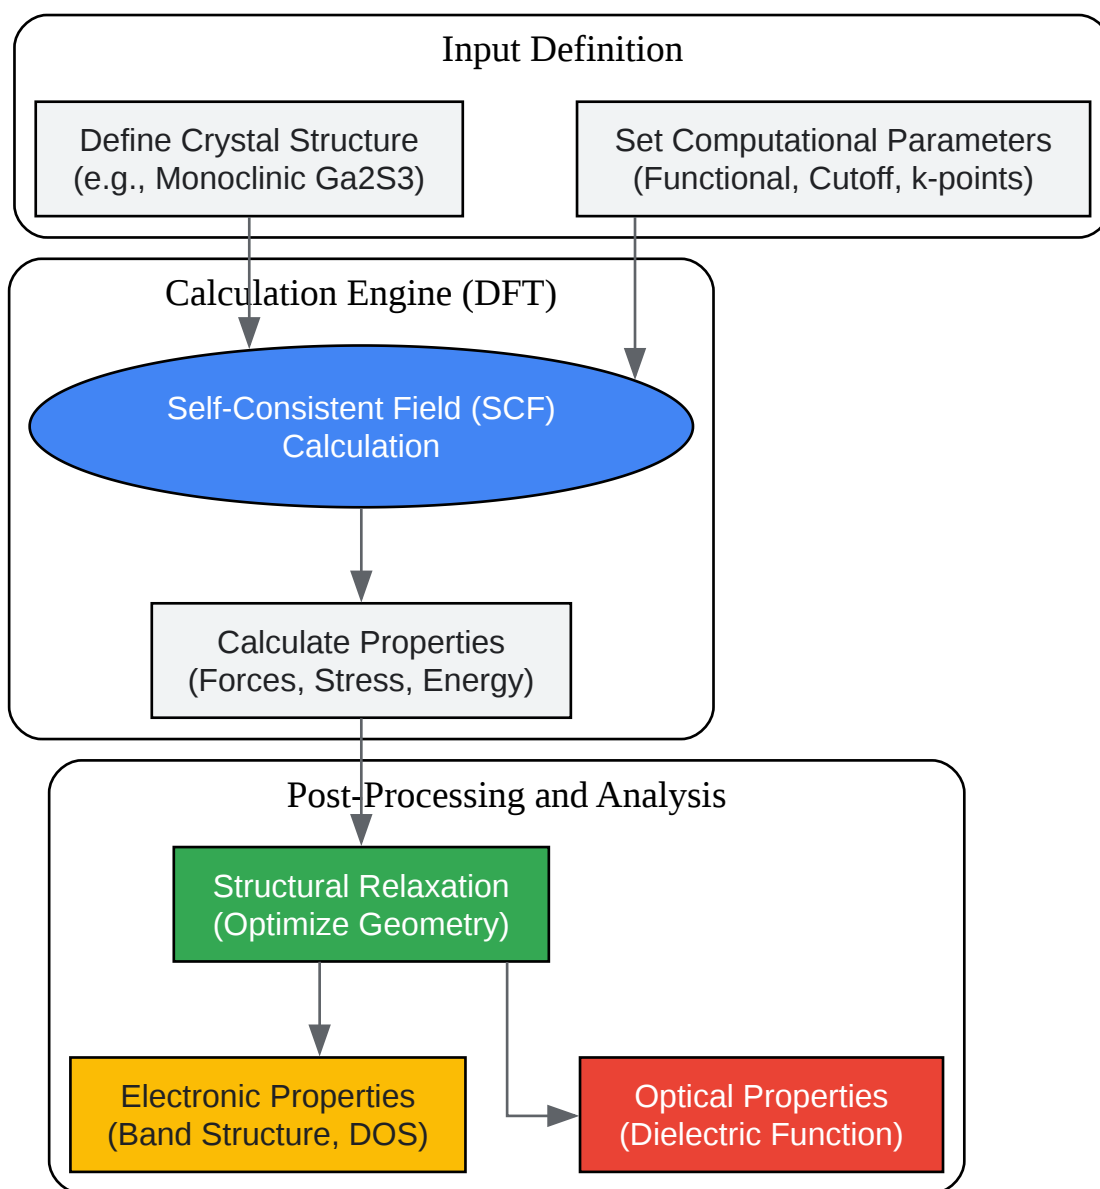 Input Definition
Define Crystal Structure
(e.g., Monoclinic Ga2S3)
Set Computational Parameters
(Functional, Cutoff, k-points)
Calculation Engine (DFT)
Self-Consistent Field (SCF)
Calculation
Calculate Properties
(Forces, Stress, Energy)
Post-Processing and Analysis
Structural Relaxation
(Optimize Geometry)
Electronic Properties
(Band Structure, DOS)
Optical Properties
(Dielectric Function)